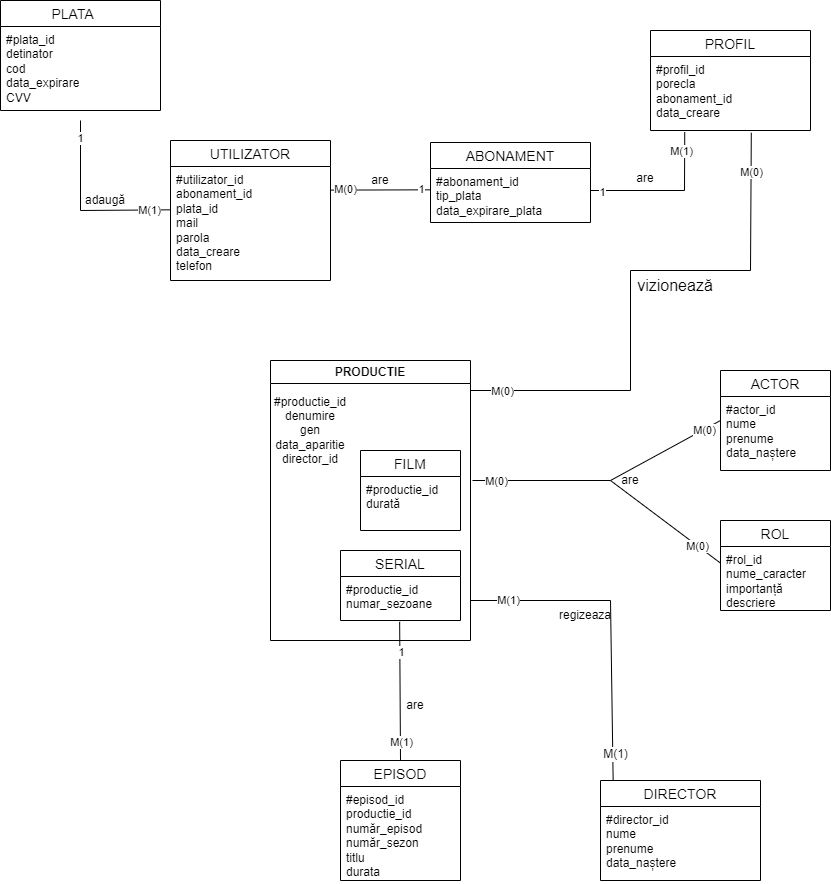 PLATA
#plata_id
detinator
cod
data_expirare
CVV
1
adaugă
M(1)
UTILIZATOR
#utilizator_id
abonament_id
plata_id
mail
parola
data_creare
telefon
M(0)
are
1
ABONAMENT
#abonament_id
tip_plata
data_expirare_plata
1
are
M(1)
PROFIL
#profil_id
porecla
abonament_id
data_creare
M(0)
vizionează
M(0)
PRODUCTIE
#productie_id
denumire
gen
data_aparitie
director_id
FILM
#productie_id
durată
SERIAL
#productie_id
numar_sezoane
M(0)
are
M(0)
M(0)
ACTOR
#actor_id
nume
prenume
data_naștere
ROL
#rol_id
nume_caracter
importanță
descriere
M(1)
regizeaza
M(1)
1
are
M(1)
EPISOD
#episod_id
productie_id
număr_episod
număr_sezon
titlu
durata
DIRECTOR
#director_id
nume
prenume
data_naștere